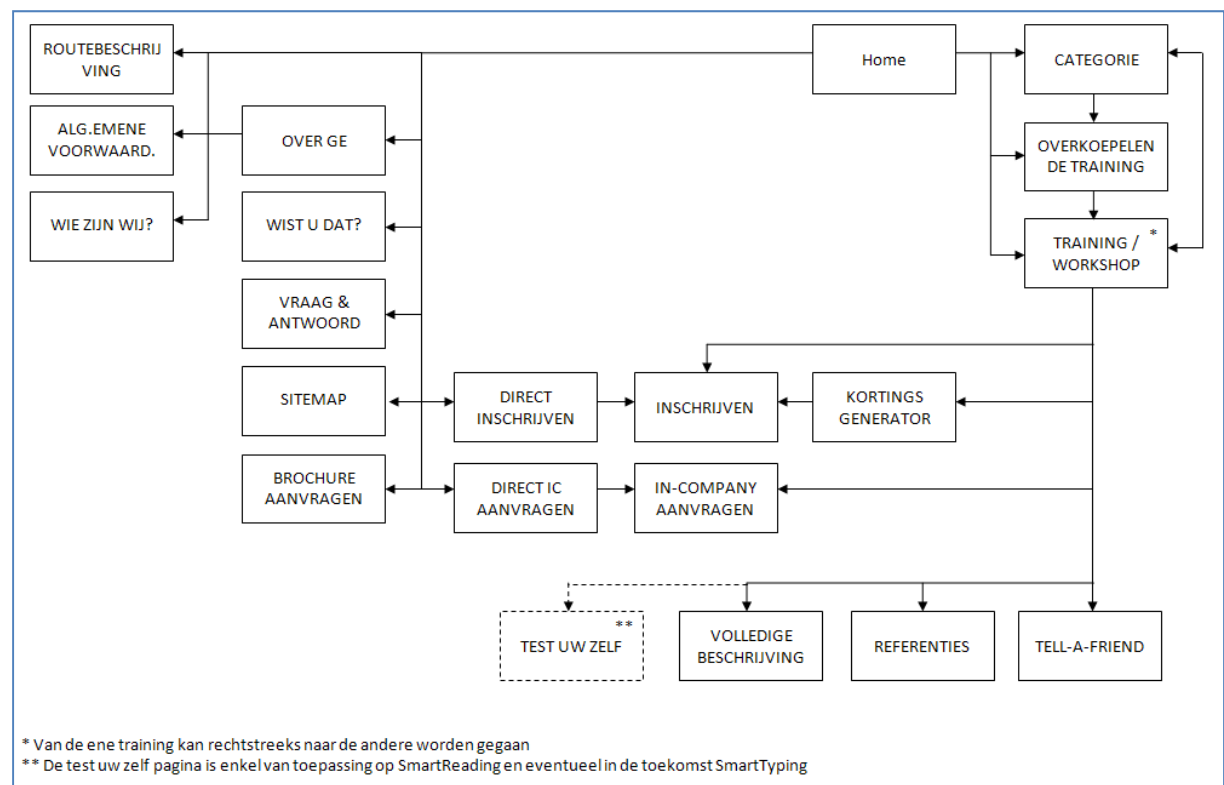 ROUTEBESCHRIJ
VING
Home
CATEGORIE
ALG.EMENE
VOORWAARD.
OVER GE
OVERKOEPELEN
DE TRAINING
WIE ZIJN WIJ?
WIST U DAT?
TRAINING / *
WORKSHOP
VRAAG &
ANTWOORD
SITEMAP
DIRECT
INSCHRIJVEN
INSCHRIJVEN
KORTINGS
GENERATOR
BROCHURE
AANVRAGEN
DIRECT IC
AANVRAGEN
IN-COMPANY
AANVRAGEN
**
TEST UW ZELF
VOLLEDIGE
BESCHRIJVING
REFERENTIES
TELL-A-FRIEND
* Van de ene training kan rechtstreeks naar de andere worden gegaan
** De test uw zelf pagina is enkel van toepassing op SmartReading en eventueel in de toekomst SmartTyping